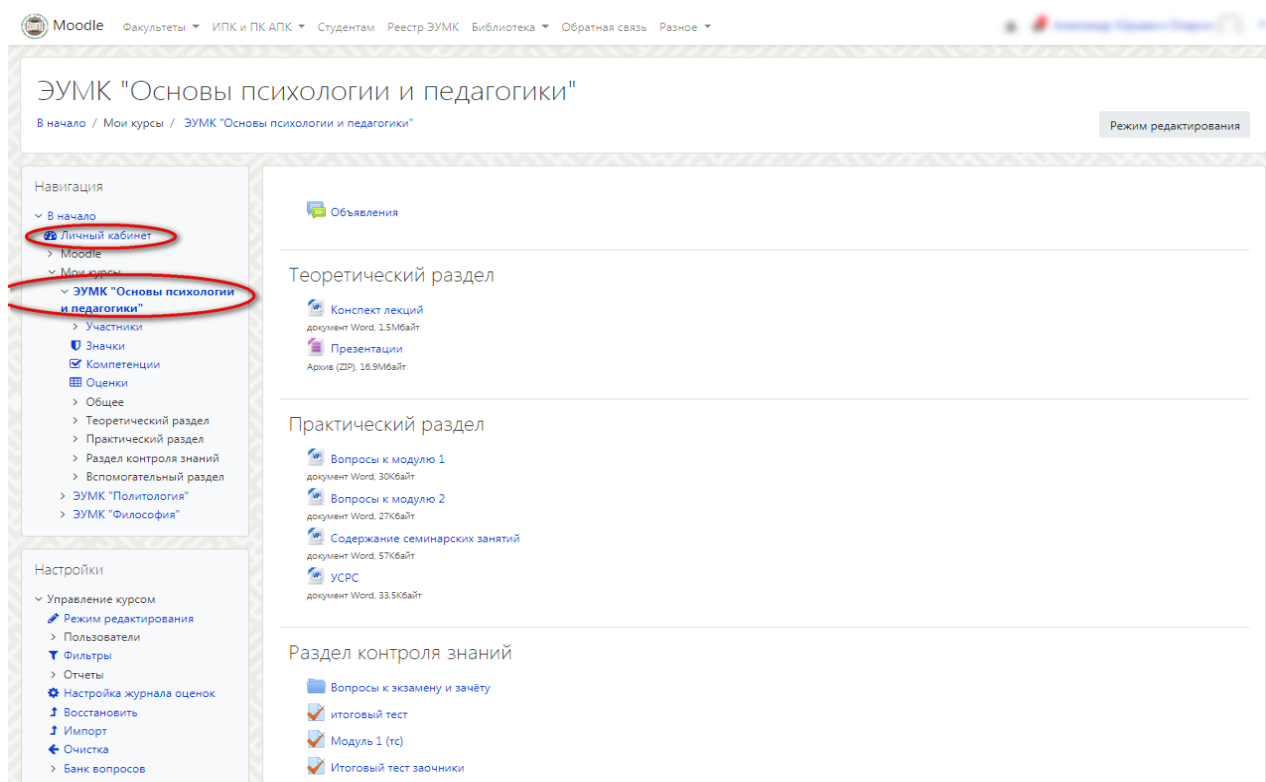 Moodle Факультеты ИПК и ПК АПК Студентам Реестр ЭУМК Библиотека Обратная связь Разное
ЭУМК "Основы психологии и педагогики"
В начало / Мои курсы / ЭУМК "Основы психологии и педагогики"
Режим редактирования
Навигация
В начало
Личный кабинет
Moodle
Мои курсы
ЭУМК "Основы психологии
и педагогики"
Участники
Значки
Компетенции
Оценки
Общее
Теоретический раздел
Практический раздел
Раздел контроля знаний
Вспомогательный раздел
ЭУМК "Политология"
ЭУМК "Философия"
Настройки
Управление курсом
Режим редактирования
Пользователи
Фильтры
Отчеты
Настройка журнала оценок
Восстановить
Импорт
Очистка
Банк вопросов
Объявления
Теоретический раздел
Конспект лекций
документ Word, 1.5Мбайт
Презентации
Архив (ZIP), 16.9Мбайт
Практический раздел
Вопросы к модулю 1
документ Word, 30Кбайт
Вопросы к модулю 2
документ Word, 27Кбайт
Содержание семинарских занятий
документ Word, 57Кбайт
УСРС
документ Word, 33.5Кбайт
Раздел контроля знаний
Вопросы к экзамену и зачёту
итоговый тест
Модуль 1 (тс)
Итоговый тест заочники